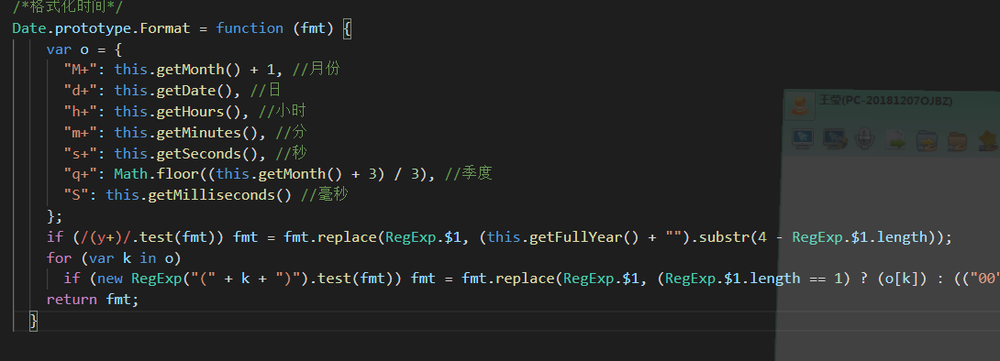 /*格式化时间*/
Date.prototype.Format = function (fmt) {
var o = {
"M+": this.getMonth() + 1, //月份
"d+": this.getDate(), //日
"h+": this.getHours(), //小时
"m+": this.getMinutes(), //分
"s+": this.getSeconds(), //秒
"q+": Math.floor((this.getMonth() + 3) / 3), //季度
"S": this.getMilliseconds() //毫秒
};
if (/(y+)/.test(fmt)) fmt = fmt.replace(RegExp.$1, (this.getFullYear() + "").substr(4 - RegExp.$1.length));
for (var k in o)
if (new RegExp("(" + k + ")").test(fmt)) fmt = fmt.replace(RegExp.$1, (RegExp.$1.length == 1) ? (o[k]) : (("00"
return fmt;
}
王莹(PC-20181207OJBZ)